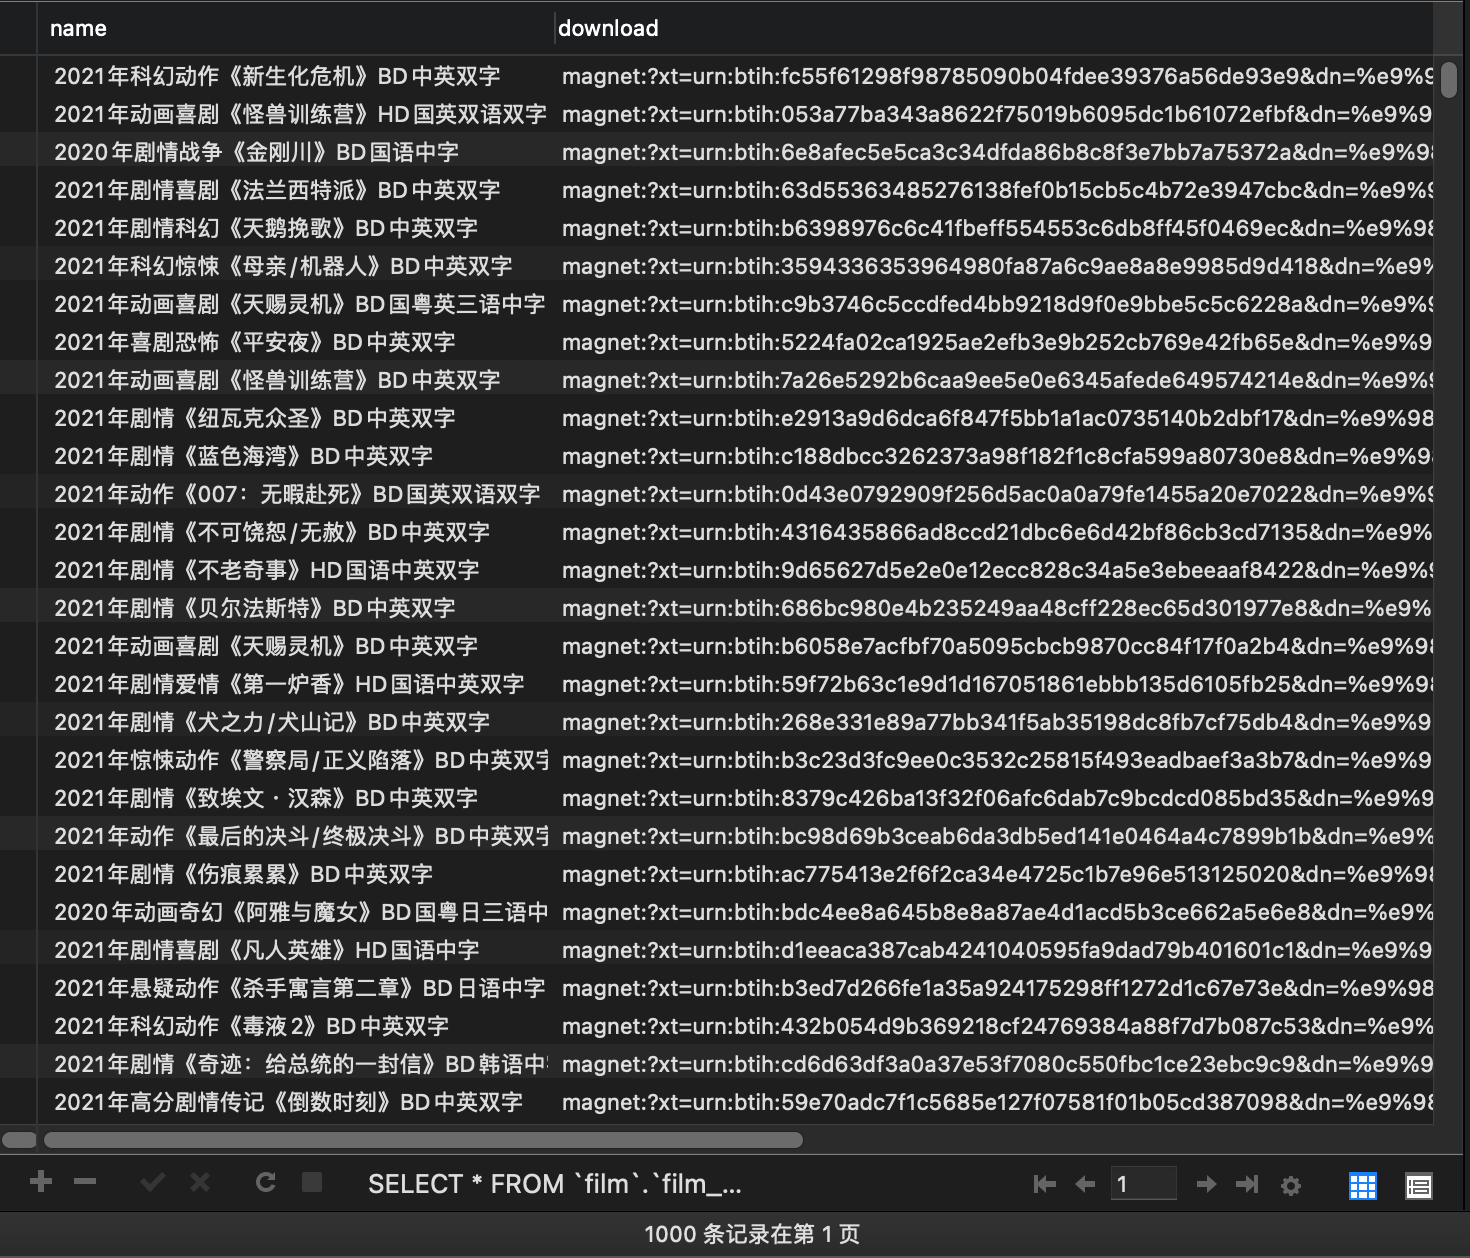 name download
2021年科幻动作《新生化危机》BD中英双字 magnet:?xt=urn:btih:fc55f61298f98785090b04fdee39376a56de93e9&dn=%e9%9
2021年动画喜剧《怪兽训练营》HD国英双语双字 magnet:?xt=urn:btih:053a77ba343a8622f75019b6095dc1b61072efbf&dn=%e9%9
2020年剧情战争《金刚川》BD国语中字 magnet:?xt=urn:btih:6e8afec5e5ca3c34dfda86b8c8f3e7bb7a75372a&dn=%e9%98
2021年剧情喜剧《法兰西特派》BD中英双字 magnet:?xt=urn:btih:63d55363485276138fef0b15cb5c4b72e3947cbc&dn=%e9%9
2021年剧情科幻《天鹅挽歌》BD中英双字 magnet:?xt=urn:btih:b6398976c6c41fbeff554553c6db8ff45f0469ec&dn=%e9%98
2021年科幻惊悚《母亲/机器人》BD中英双字 magnet:?xt=urn:btih:3594336353964980fa87a6c9ae8a8e9985d9d418&dn=%e9%
2021年动画喜剧《天赐灵机》BD国粤英三语中字 magnet:?xt=urn:btih:c9b3746c5ccdfed4bb9218d9f0e9bbe5c5c6228a&dn=%e9%9
2021年喜剧恐怖《平安夜》BD中英双字 magnet:?xt=urn:btih:5224fa02ca1925ae2efb3e9b252cb769e42fb65e&dn=%e9%9
2021年动画喜剧《怪兽训练营》BD中英双字 magnet:?xt=urn:btih:7a26e5292b6caa9ee5e0e6345afede649574214e&dn=%e9%9
2021年剧情《纽瓦克众圣》BD中英双字 magnet:?xt=urn:btih:e2913a9d6dca6f847f5bb1a1ac0735140b2dbf17&dn=%e9%98
2021年剧情《蓝色海湾》BD中英双字 magnet:?xt=urn:btih:c188dbcc3262373a98f182f1c8cfa599a80730e8&dn=%e9%9
2021年动作《007：无暇赴死》BD国英双语双字 magnet:?xt=urn:btih:0d43e0792909f256d5ac0a0a79fe1455a20e7022&dn=%e9%9
2021年剧情《不可饶恕/无赦》BD中英双字 magnet:?xt=urn:btih:4316435866ad8ccd21dbc6e6d42bf86cb3cd7135&dn=%e9%
2021年剧情《不老奇事》HD国语中英双字 magnet:?xt=urn:btih:9d65627d5e2e0e12ecc828c34a5e3ebeeaaf8422&dn=%e9%9
2021年剧情《贝尔法斯特》BD中英双字 magnet:?xt=urn:btih:686bc980e4b235249aa48cff228ec65d301977e8&dn=%e9%
2021年动画喜剧《天赐灵机》BD中英双字 magnet:?xt=urn:btih:b6058e7acfbf70a5095cbcb9870cc84f17f0a2b4&dn=%e9%98
2021年剧情爱情《第一炉香》HD国语中英双字 magnet:?xt=urn:btih:59f72b63c1e9d1d167051861ebbb135d6105fb25&dn=%e9%98
2021年剧情《犬之力/犬山记》BD中英双字 magnet:?xt=urn:btih:268e331e89a77bb341f5ab35198dc8fb7cf75db4&dn=%e9%9
2021年惊悚动作《警察局/正义陷落》BD中英双字 magnet:?xt=urn:btih:b3c23d3fc9ee0c3532c25815f493eadbaef3a3b7&dn=%e9%9
2021年剧情《致埃文·汉森》BD中英双字 magnet:?xt=urn:btih:8379c426ba13f32f06afc6dab7c9bcdcd085bd35&dn=%e9%9
2021年动作《最后的决斗/终极决斗》BD中英双字 magnet:?xt=urn:btih:bc98d69b3ceab6da3db5ed141e0464a4c7899b1b&dn=%e9%
2021年剧情《伤痕累累》BD中英双字 magnet:?xt=urn:btih:ac775413e2f6f2ca34e4725c1b7e96e513125020&dn=%e9%98
2020年动画奇幻《阿雅与魔女》BD国粤日三语中 magnet:?xt=urn:btih:bdc4ee8a645b8e8a87ae4d1acd5b3ce662a5e6e8&dn=%e9%
2021年剧情喜剧《凡人英雄》HD国语中字 magnet:?xt=urn:btih:d1eeaca387cab4241040595fa9dad79b401601c1&dn=%e9%9
2021年悬疑动作《杀手寓言第二章》BD日语中字 magnet:?xt=urn:btih:b3ed7d266fe1a35a924175298ff1272d1c67e73e&dn=%e9%98
2021年科幻动作《毒液2》BD中英双字 magnet:?xt=urn:btih:432b054d9b369218cf24769384a88f7d7b087c53&dn=%e9%
2021年剧情《奇迹：给总统的一封信》BD韩语中 magnet:?xt=urn:btih:cd6d63df3a0a37e53f7080c550fbc1ce23ebc9c9&dn=%e9%9
2021年高分剧情传记《倒数时刻》BD中英双字 magnet:?xt=urn:btih:59e70adc7f1c5685e127f07581f01b05cd387098&dn=%e9%98
SELECT * FROM `film`.`film_... 1
1000 条记录在第 1 页